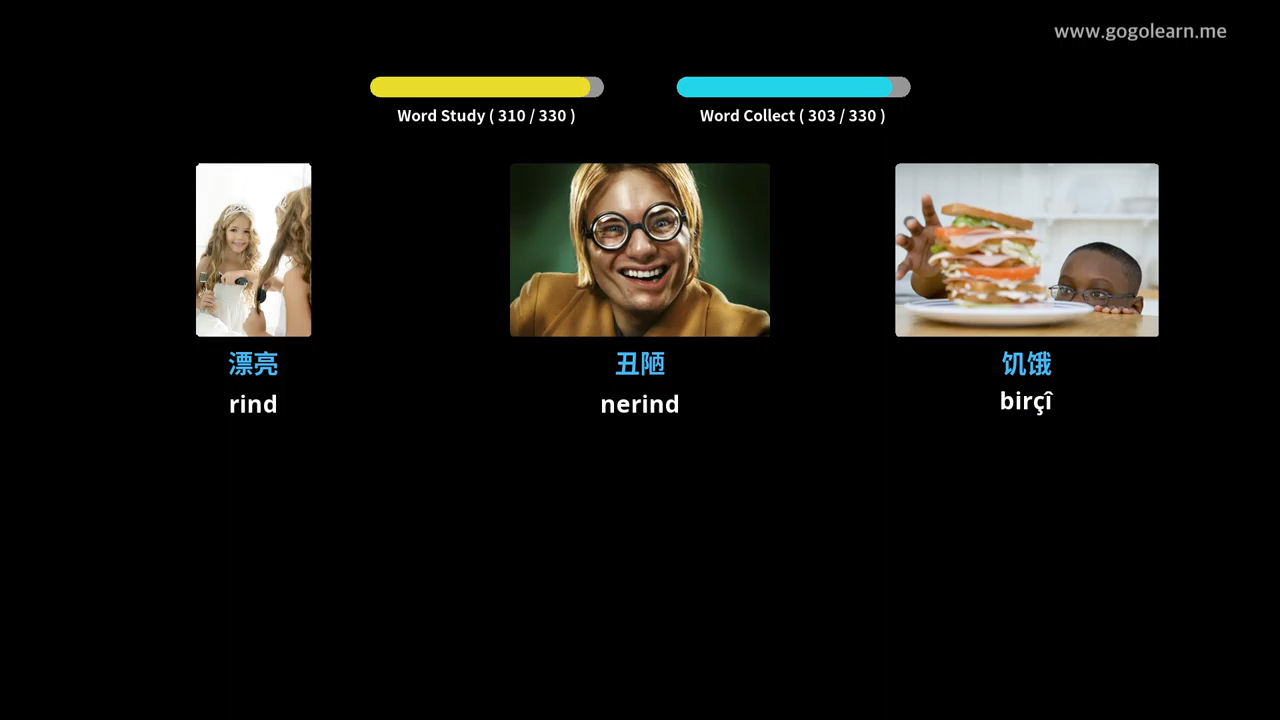 www.gogolearn.me
Word Study ( 310 / 330 )
Word Collect ( 303 / 330 )
漂亮
丑陋
饥饿
rind
nerind
birçî